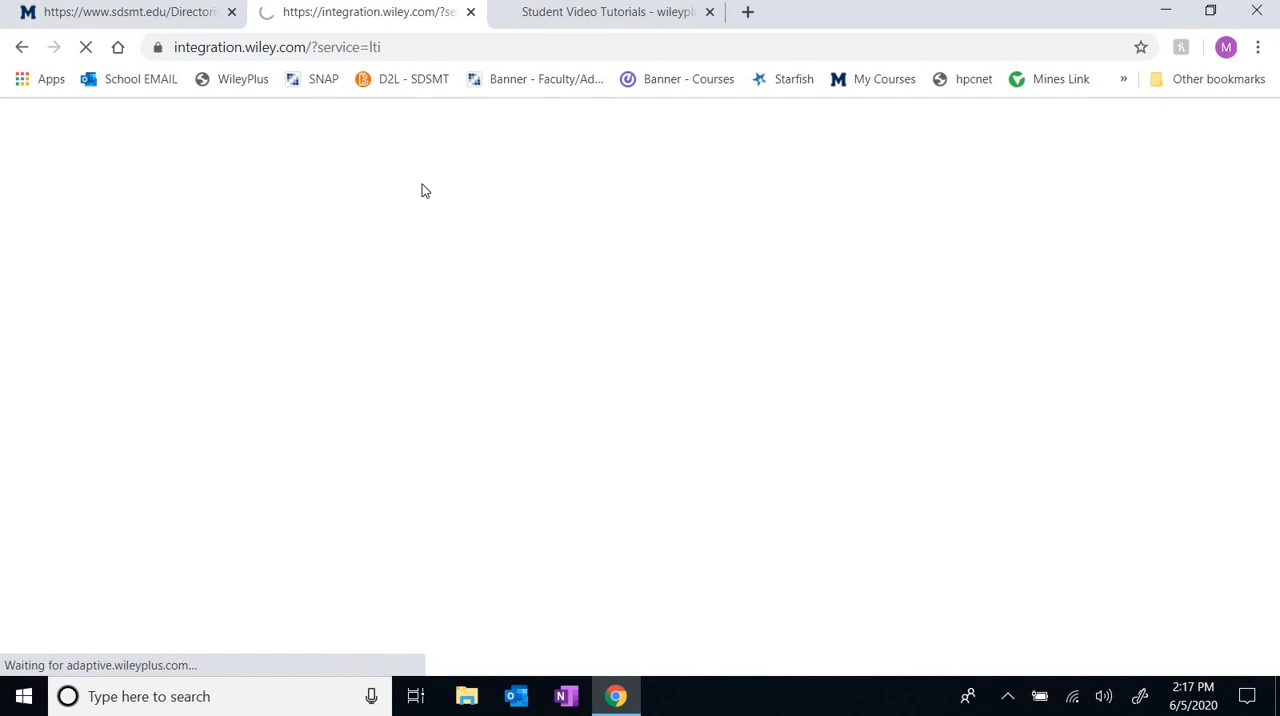 https://www.sdsmt.edu/Directori
https://integration.wiley.com/?se
Student Video Tutorials - wileypl
integration.wiley.com/?service=lti
M
Apps
School EMAIL
WileyPlus
SNAP
D2L - SDSMT
Banner - Faculty/Ad...
Banner - Courses
Starfish
My Courses
hpcnet
Mines Link
»
Other bookmarks
Waiting for adaptive.wileyplus.com...
Type here to search
2:17 PM
6/5/2020